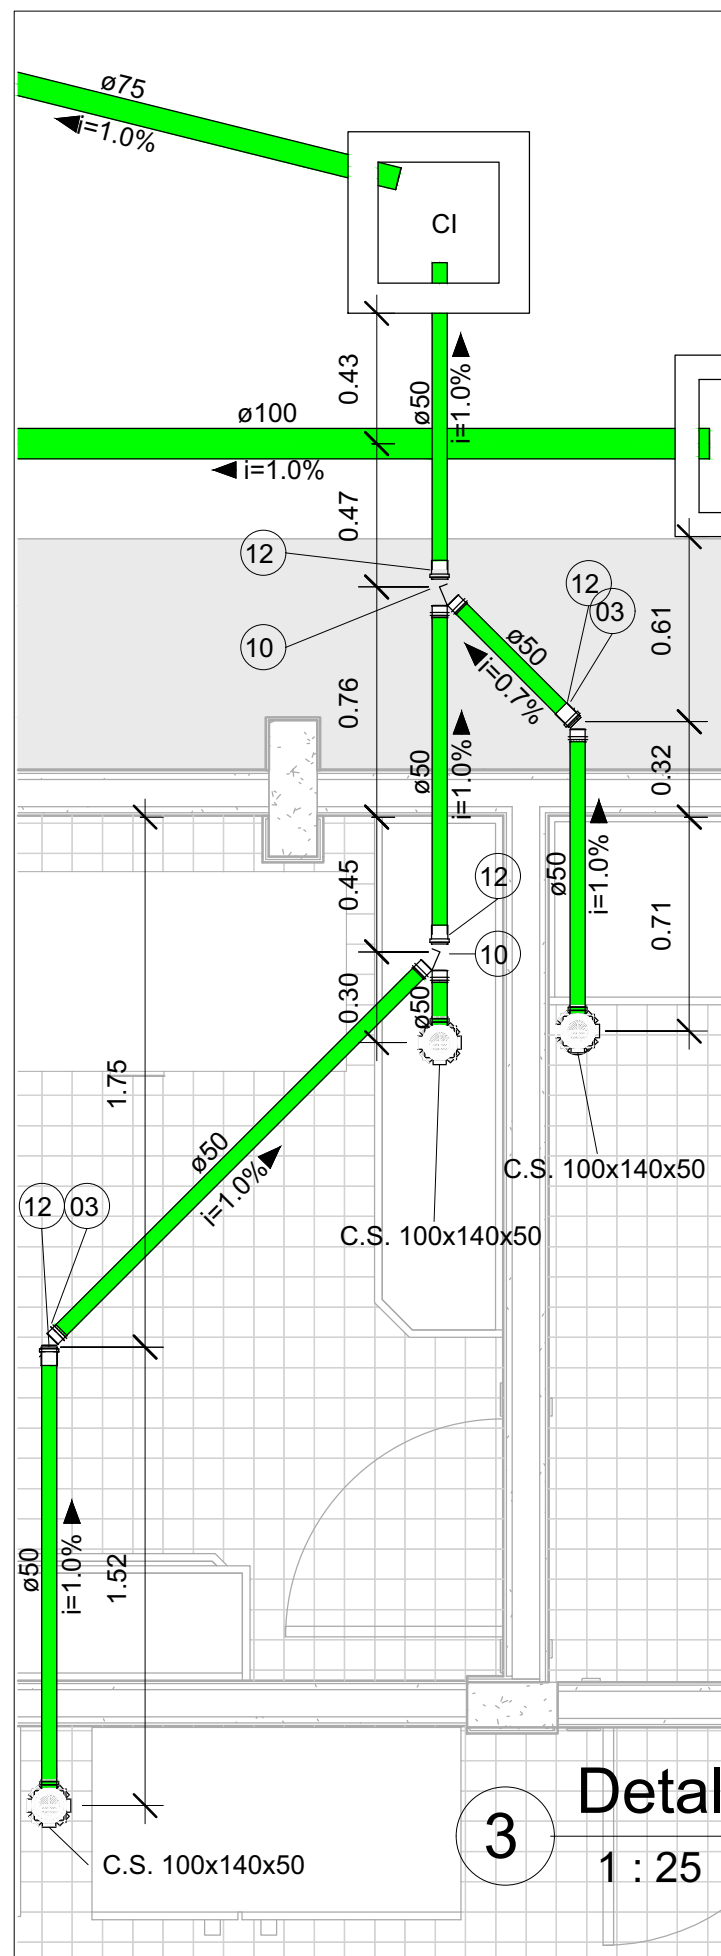 ø75
i=1.0%
CI
0.43
ø50
i=1.0%
ø100
i=1.0%
0.47
12
12
03
10
ø50
i=0.7%
0.61
0.76
ø50
i=1.0%
0.32
0.45
12
ø50
i=1.0%
0.71
10
0.30
ø50
1.75
ø50
i=1.0%
C.S. 100x140x50
12
03
C.S. 100x140x50
ø50
i=1.0%
1.52
3
Detal
1 : 25
C.S. 100x140x50